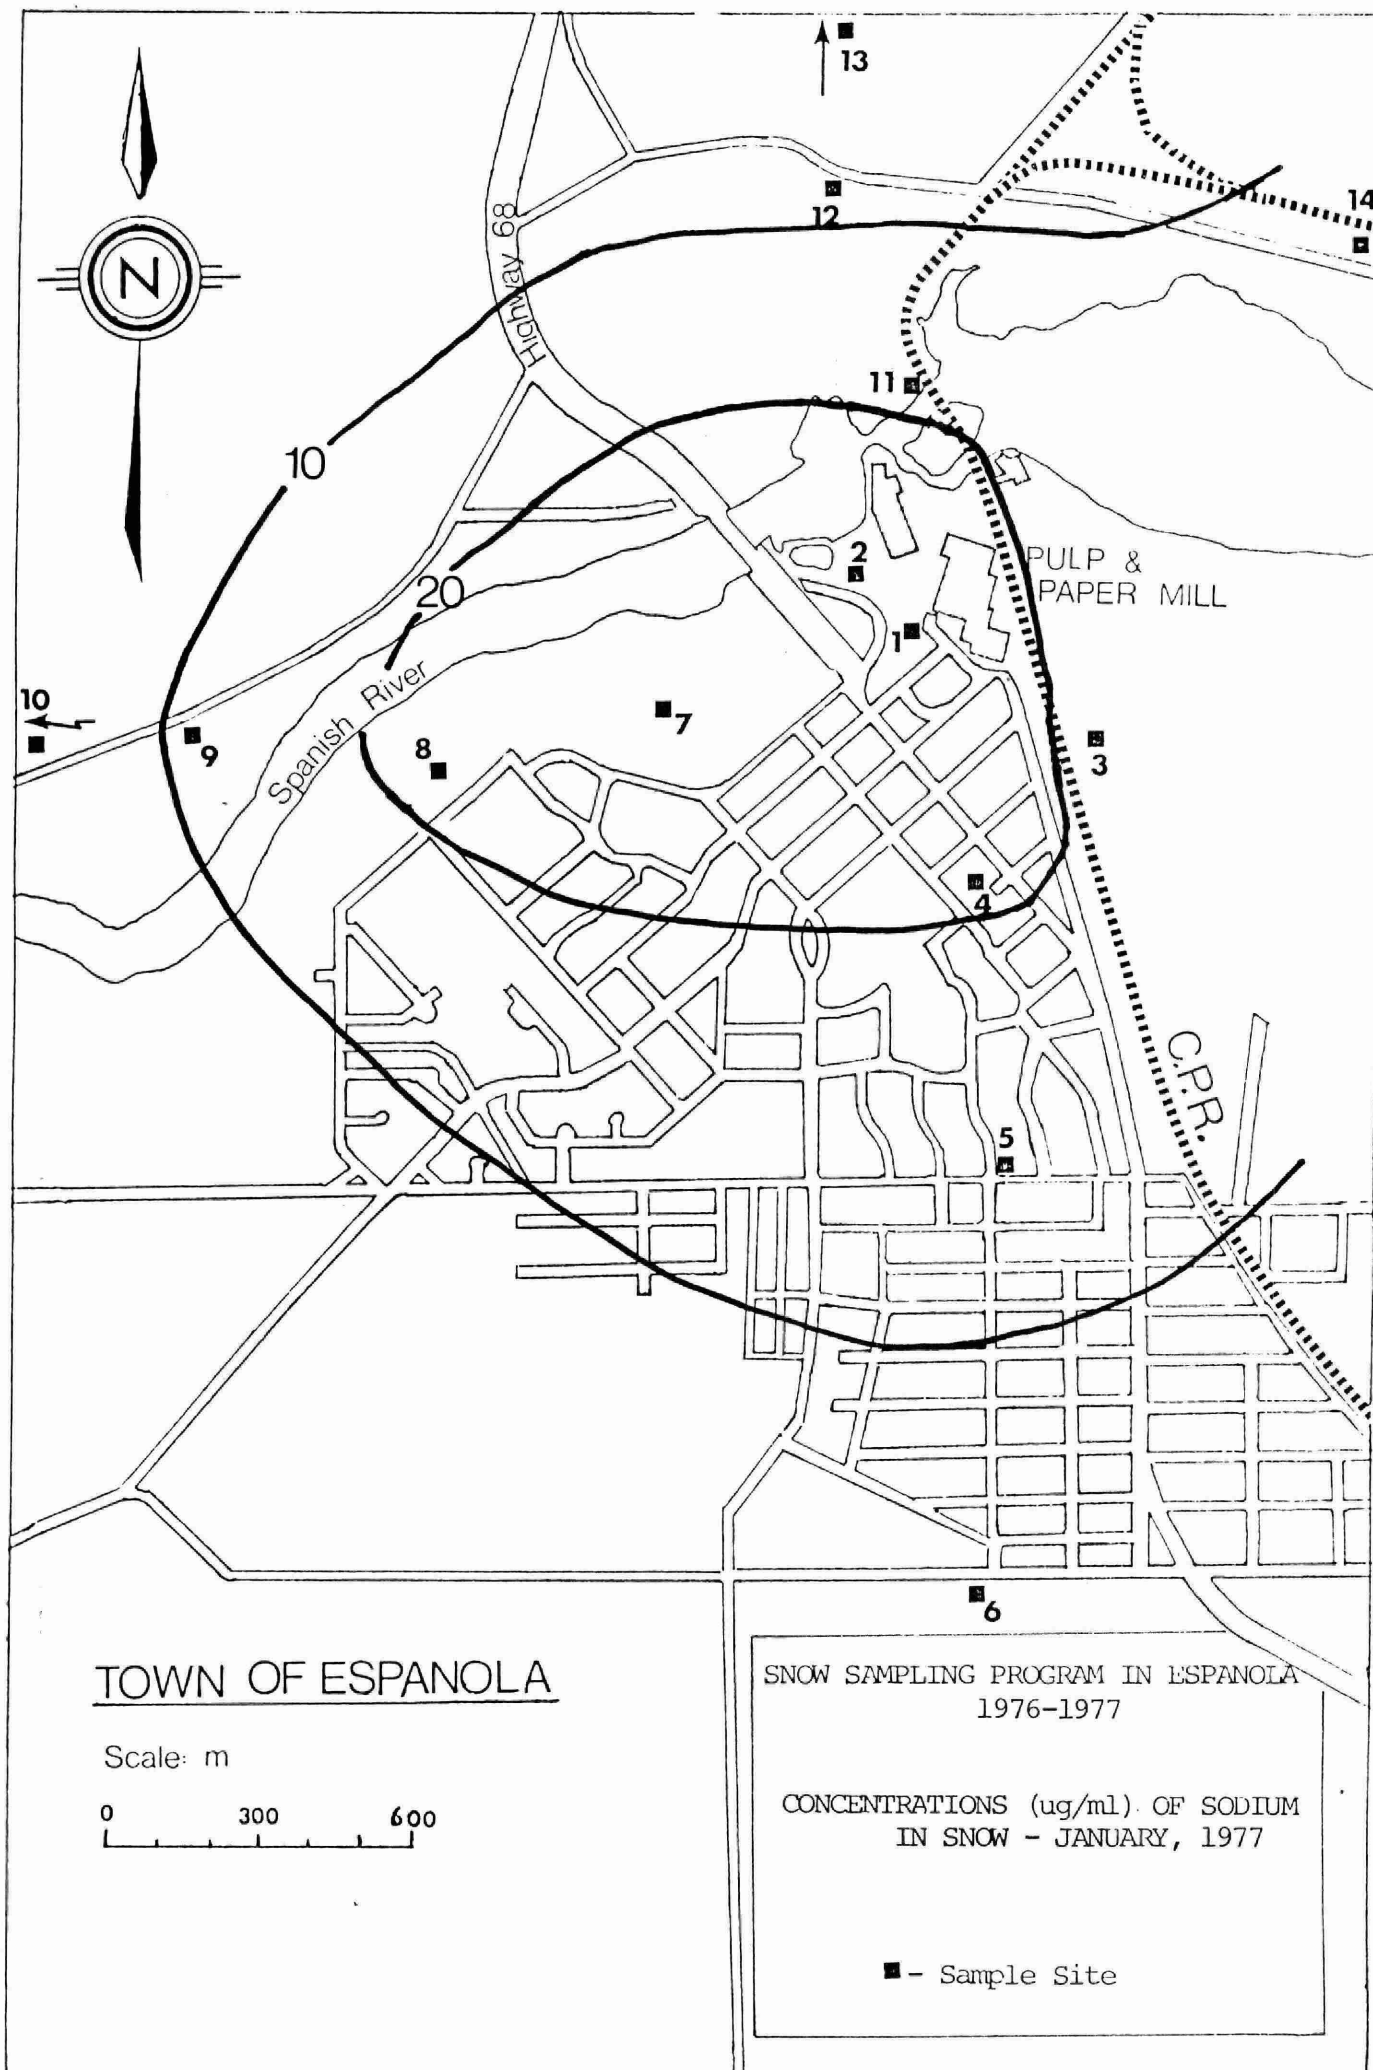 13
14
12
Highway 68
N
11
10
20
PULP &
PAPER MILL
2
1
10
9
Spanish River
8
7
3
4
C.P.R.
5
6
TOWN OF ESPANOLA
Scale: m
0 300 600
SNOW SAMPLING PROGRAM IN ESPANOLA
1976-1977
CONCENTRATIONS (ug/ml) OF SODIUM
IN SNOW - JANUARY, 1977
- Sample Site